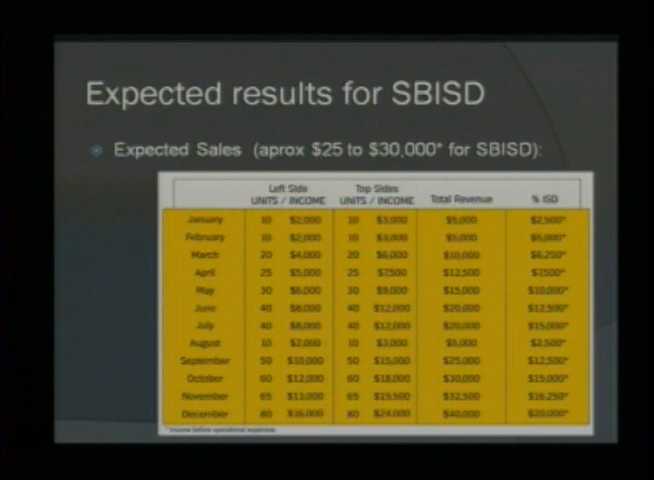 Expected results for SBISD
Expected Sales (aprox $25 to $30,000* for SBISD):
Left Side Top Sides
UNITS / INCOME UNITS / INCOME Total Revenue % ISD
January 10 $2,000 10 $3,000 $5,000 $2,500*
February 10 $2,000 10 $3,000 $5,000 $5,000*
March 20 $4,000 20 $6,000 $10,000 $6,250*
April 25 $5,000 25 $7,500 $12,500 $7,500*
May 30 $6,000 30 $9,000 $15,000 $10,000*
June 40 $8,000 40 $12,000 $20,000 $12,500*
July 40 $8,000 40 $12,000 $20,000 $15,000*
August 10 $2,000 10 $3,000 $5,000 $2,500*
September 50 $10,000 50 $15,000 $25,000 $12,500*
October 60 $12,000 60 $18,000 $30,000 $15,000*
November 65 $13,000 65 $19,500 $32,500 $16,250*
December 80 $16,000 80 $24,000 $40,000 $20,000*
* Income before operational expenses